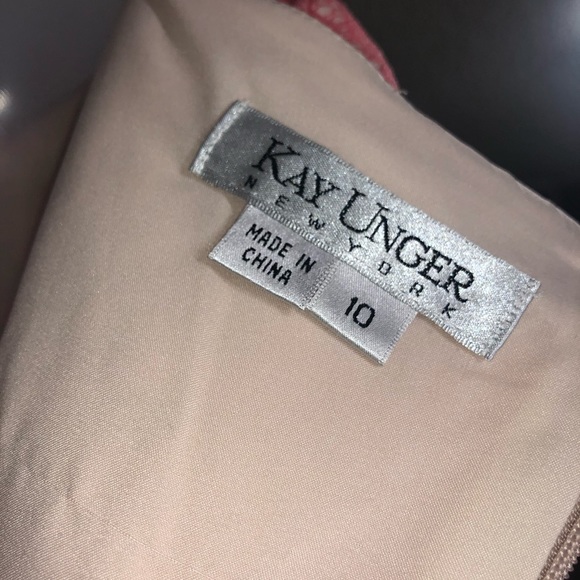 KAY UNGER
NEW YORK
MADE IN
CHINA
10